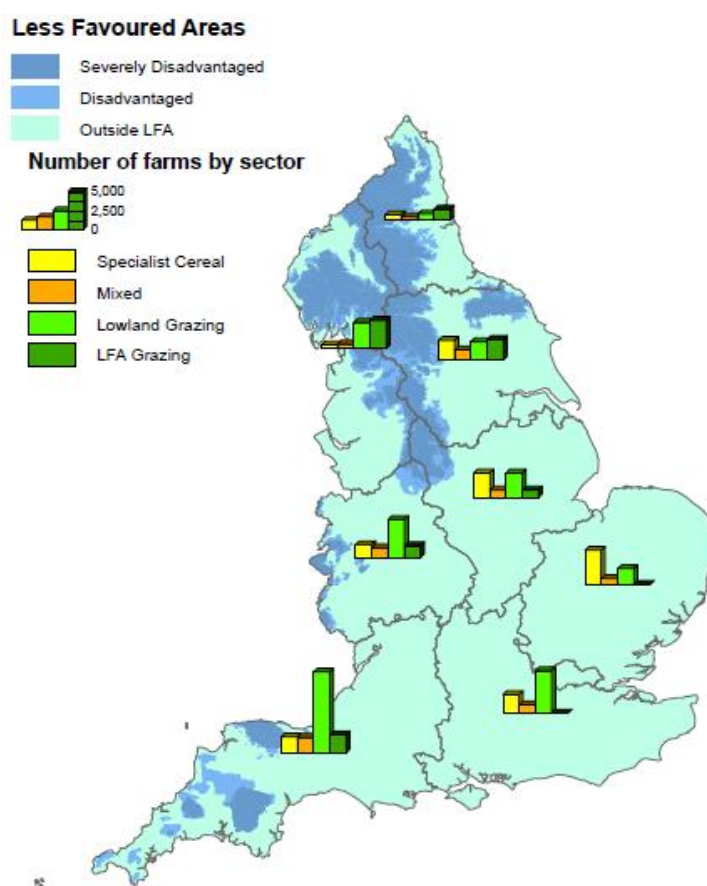 Less Favoured Areas
Severely Disadvantaged
Disadvantaged
Outside LFA
Number of farms by sector
5,000
2,500
0
Specialist Cereal
Mixed
Lowland Grazing
LFA Grazing